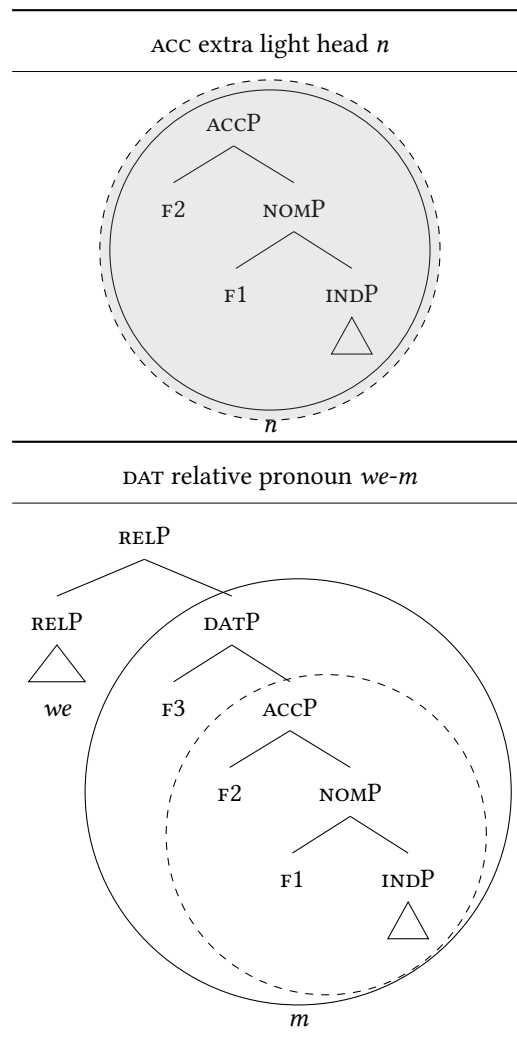 ACC extra light head n
ACCP
F2 NOMP
F1 INDP
n
DAT relative pronoun we-m
RELP
RELP DATP
we F3 ACCP
F2 NOMP
F1 INDP
m